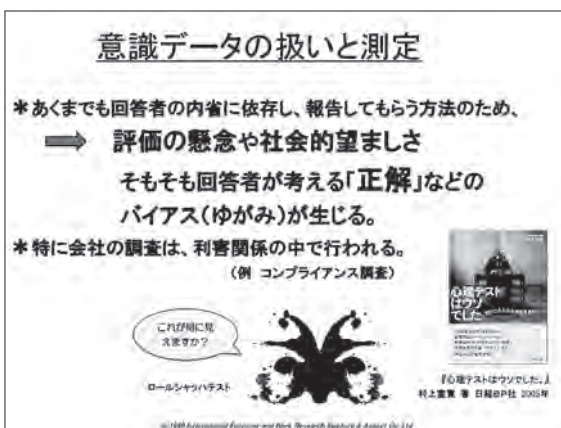 意識データの扱いと測定
＊あくまでも回答者の内省に依存し、報告してもらう方法のため、
評価の懸念や社会的望ましさ
そもそも回答者が考える「正解」などの
バイアス(ゆがみ)が生じる。
＊特に会社の調査は、利害関係の中で行われる。
（例 コンプライアンス調査）
これが何に見
えますか？
ロールシャッハテスト
心理テスト
はウソ
でした
『心理テストはウソでした。』
村上宣寛 著 日経BP社 2005年